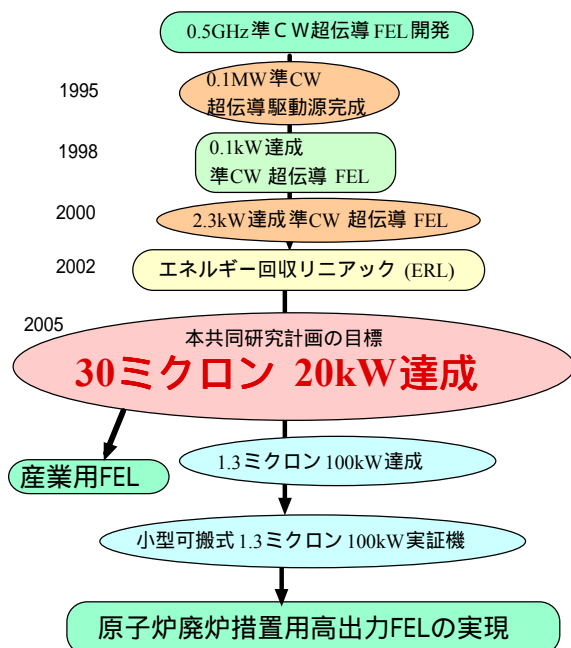 0.5GHz 準CW超伝導 FEL 開発
1995
0.1MW準CW
超伝導駆動源完成
1998
0.1kW達成
準CW 超伝導 FEL
2000
2.3kW達成準CW 超伝導 FEL
2002
エネルギー回収リニアック (ERL)
2005
本共同研究計画の目標
30ミクロン 20kW達成
産業用FEL
1.3ミクロン 100kW達成
小型可搬式 1.3ミクロン 100kW実証機
原子炉廃炉措置用高出力FELの実現